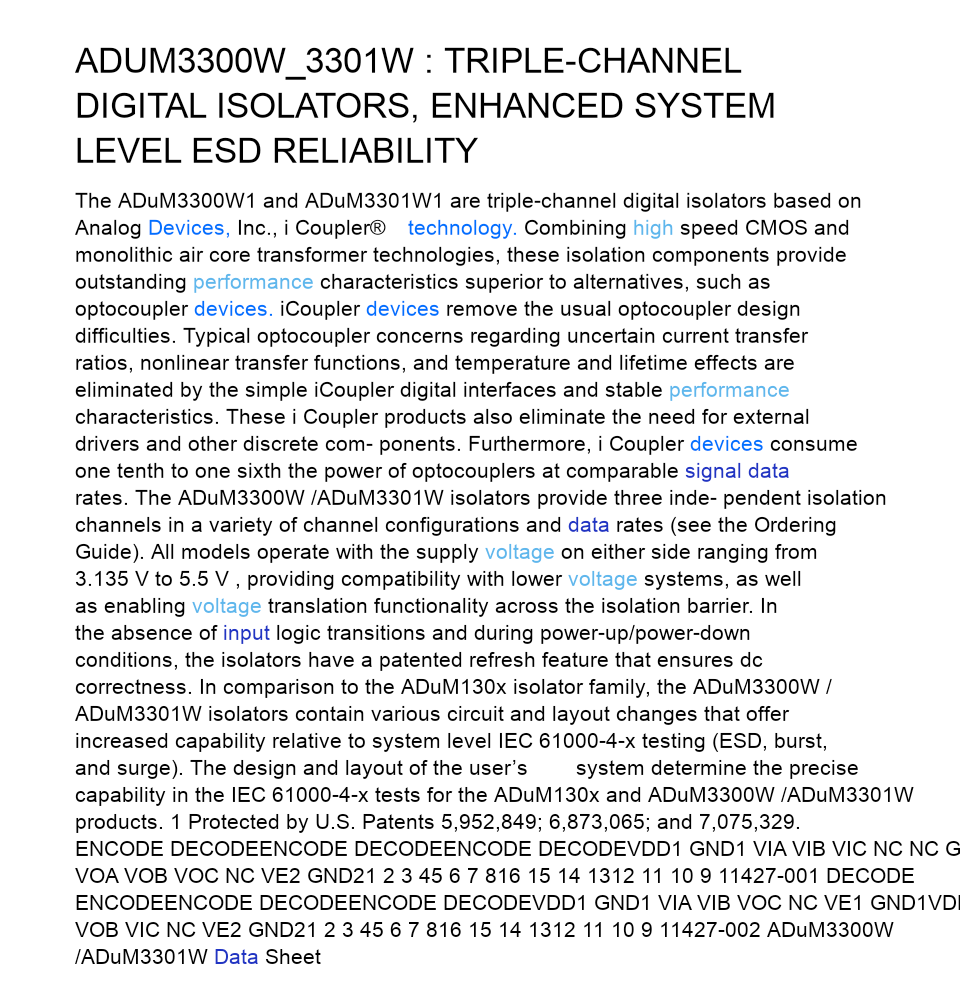 ADUM3300W_3301W : TRIPLE-CHANNEL
DIGITAL ISOLATORS, ENHANCED SYSTEM
LEVEL ESD RELIABILITY
The ADuM3300W1 and ADuM3301W1 are triple-channel digital isolators based on
Analog Devices, Inc., i Coupler® technology. Combining high speed CMOS and
monolithic air core transformer technologies, these isolation components provide
outstanding performance characteristics superior to alternatives, such as
optocoupler devices. iCoupler devices remove the usual optocoupler design
difficulties. Typical optocoupler concerns regarding uncertain current transfer
ratios, nonlinear transfer functions, and temperature and lifetime effects are
eliminated by the simple iCoupler digital interfaces and stable performance
characteristics. These i Coupler products also eliminate the need for external
drivers and other discrete com- ponents. Furthermore, i Coupler devices consume
one tenth to one sixth the power of optocouplers at comparable signal data
rates. The ADuM3300W /ADuM3301W isolators provide three inde- pendent isolation
channels in a variety of channel configurations and data rates (see the Ordering
Guide). All models operate with the supply voltage on either side ranging from
3.135 V to 5.5 V , providing compatibility with lower voltage systems, as well
as enabling voltage translation functionality across the isolation barrier. In
the absence of input logic transitions and during power-up/power-down
conditions, the isolators have a patented refresh feature that ensures dc
correctness. In comparison to the ADuM130x isolator family, the ADuM3300W /
ADuM3301W isolators contain various circuit and layout changes that offer
increased capability relative to system level IEC 61000-4-x testing (ESD, burst,
and surge). The design and layout of the user’s system determine the precise
capability in the IEC 61000-4-x tests for the ADuM130x and ADuM3300W /ADuM3301W
products. 1 Protected by U.S. Patents 5,952,849; 6,873,065; and 7,075,329.
ENCODE DECODEENCODE DECODEENCODE DECODEVDD1 GND1 VIA VIB VIC NC NC
VOA VOB VOC NC VE2 GND21 2 3 45 6 7 816 15 14 1312 11 10 9 11427-001 DECODE
ENCODEENCODE DECODEENCODE DECODEVDD1 GND1 VIA VIB VOC NC VE1
VOB VIC NC VE2 GND21 2 3 45 6 7 816 15 14 1312 11 10 9 11427-002 ADuM3300W
/ADuM3301W Data Sheet